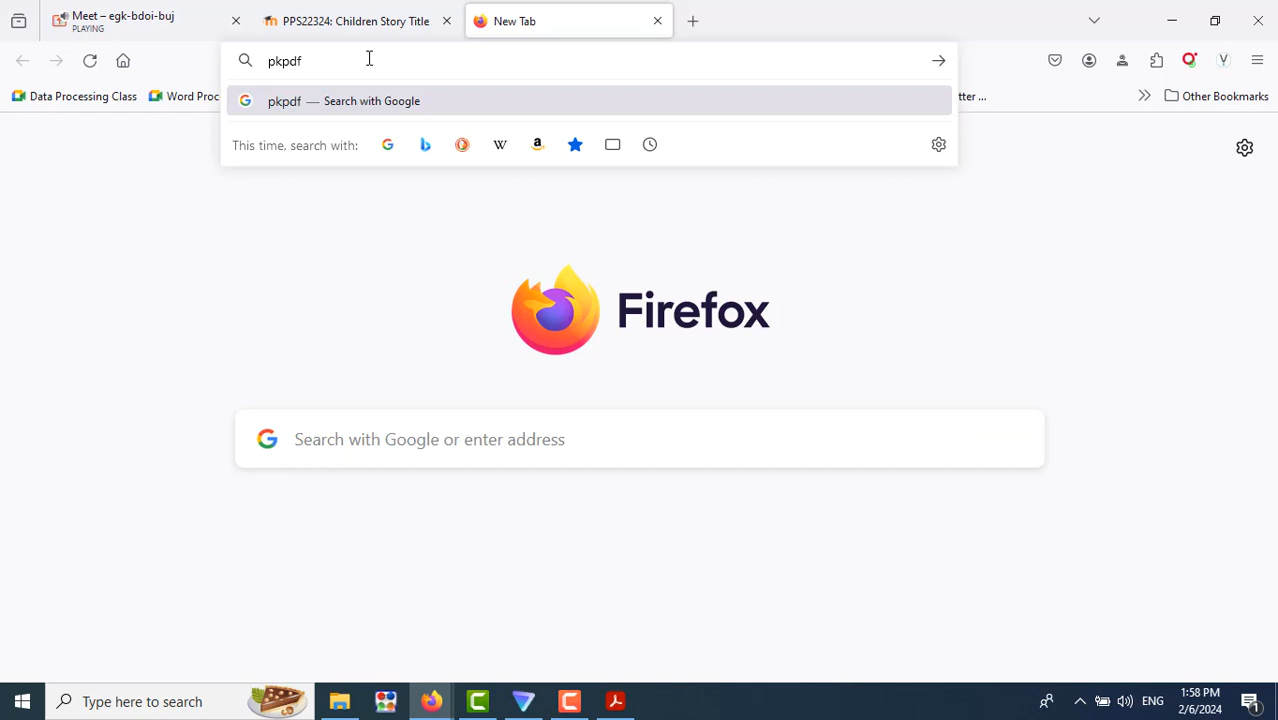 Meet – egk-bdoi-buj
PLAYING
PPS22324: Children Story Title
New Tab
pkpdf
Data Processing Class
Word Proc
etter ...
Other Bookmarks
pkpdf — Search with Google
This time, search with:
Firefox
Search with Google or enter address
Type here to search
ENG
1:58 PM
2/6/2024